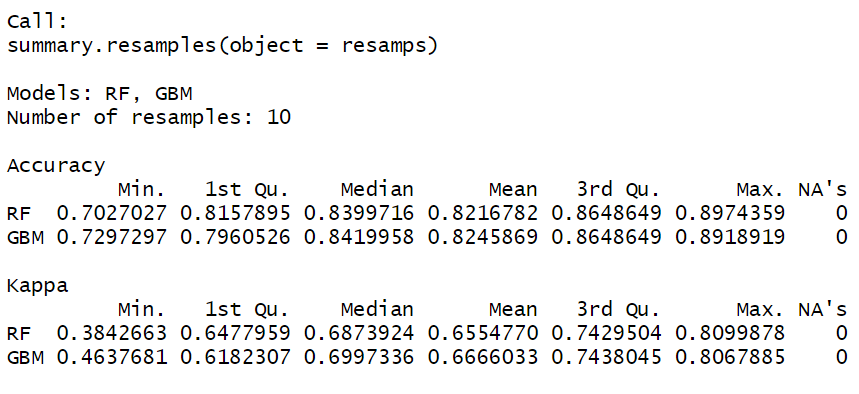 Call:
summary.resamples(object = resamps)
Models: RF, GBM
Number of resamples: 10
Accuracy
Min. 1st Qu. Median Mean 3rd Qu. Max. NA's
RF 0.7027027 0.8157895 0.8399716 0.8216782 0.8648649 0.8974359 0
GBM 0.7297297 0.7960526 0.8419958 0.8245869 0.8648649 0.8918919 0
Kappa
Min. 1st Qu. Median Mean 3rd Qu. Max. NA's
RF 0.3842663 0.6477959 0.6873924 0.6554770 0.7429504 0.8099878 0
GBM 0.4637681 0.6182307 0.6997336 0.6666033 0.7438045 0.8067885 0